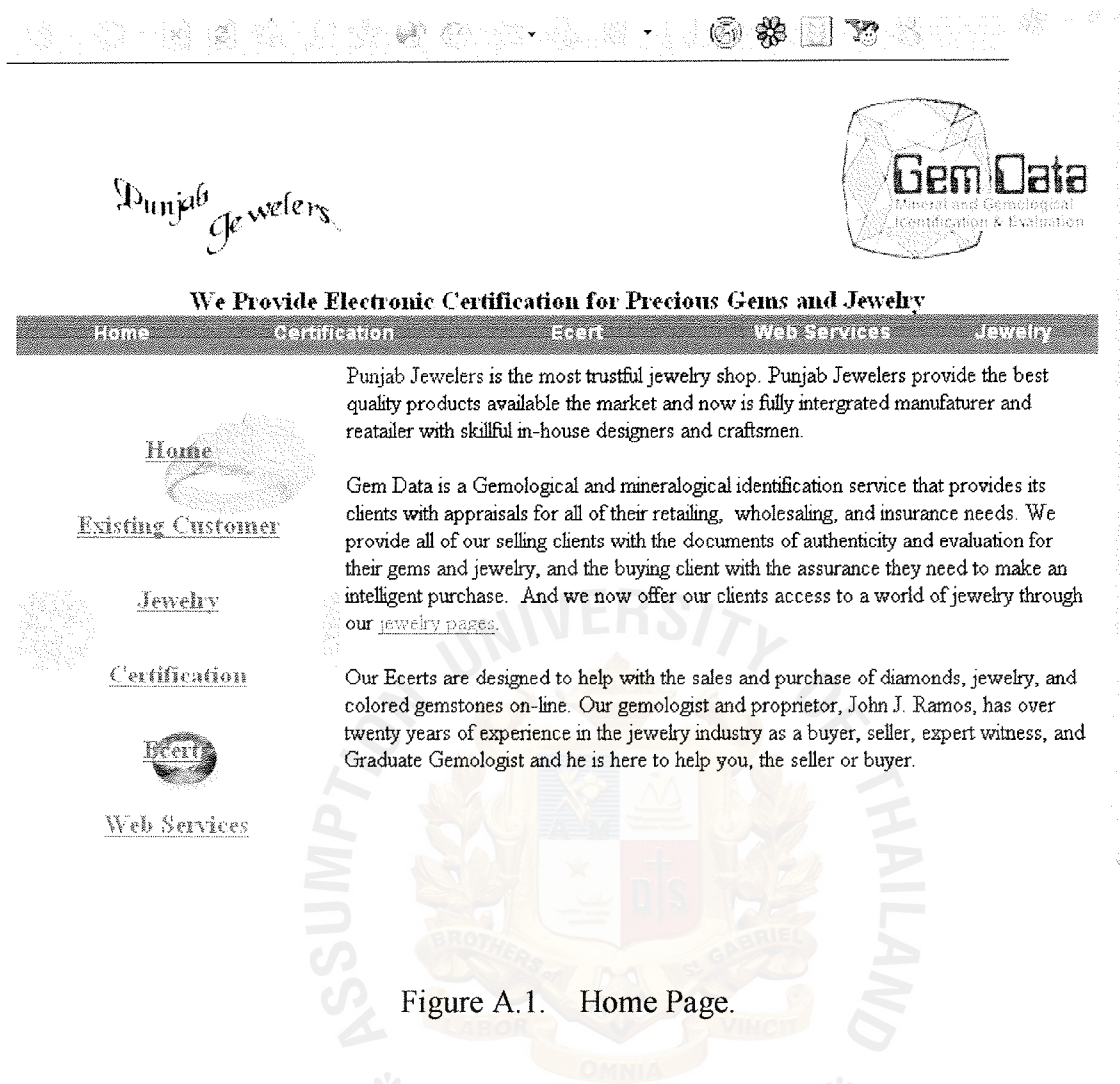 Punjab Jewelers
Gem Data
Mineral and Gemological
Identification & Evaluation
We Provide Electronic Certification for Precious Gems and Jewelry
Home Certification Ecert Web Services Jewelry
Punjab Jewelers is the most trustful jewelry shop. Punjab Jewelers provide the best
quality products available the market and now is fully intergrated manufaturer and
reatailer with skillful in-house designers and craftsmen.
Home
Existing Customer
Jewelry
Certification
Ecert
Web Services
Gem Data is a Gemological and mineralogical identification service that provides its
clients with appraisals for all of their retailing, wholesaling, and insurance needs. We
provide all of our selling clients with the documents of authenticity and evaluation for
their gems and jewelry, and the buying client with the assurance they need to make an
intelligent purchase. And we now offer our clients access to a world of jewelry through
our jewelry pages.
Our Ecerts are designed to help with the sales and purchase of diamonds, jewelry, and
colored gemstones on-line. Our gemologist and proprietor, John J. Ramos, has over
twenty years of experience in the jewelry industry as a buyer, seller, expert witness, and
Graduate Gemologist and he is here to help you, the seller or buyer.
ASSUMPTION UNIVERSITY OF THAILAND
DS
BROTHERS of ST GABRIEL
LABOR OMNIA VINCIT
Figure A.1. Home Page.